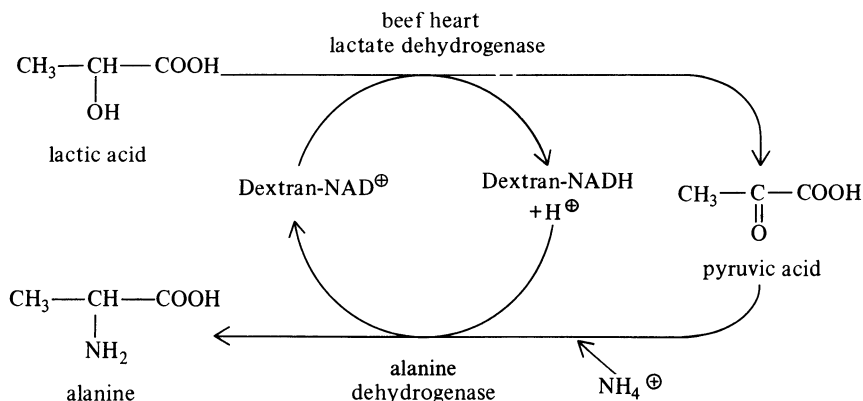 beef heart
lactate dehydrogenase
CH₃—CH—COOH
OH
lactic acid
Dextran-NAD⊕
Dextran-NADH
+H⊕
CH₃—C—COOH
O
pyruvic acid
CH₃—CH—COOH
NH₂
alanine
alanine
dehydrogenase
NH₄⊕